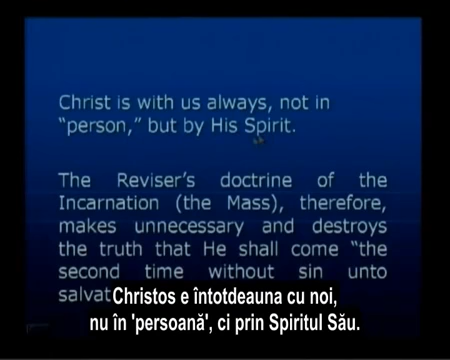 Christ is with us always, not in
“person,” but by His Spirit.
The Reviser’s doctrine of the
Incarnation (the Mass), therefore,
makes unnecessary and destroys
the truth that He shall come “the
second time without sin unto
Christos e întotdeauna cu noi,
nu în 'persoană', ci prin Spiritul Său.